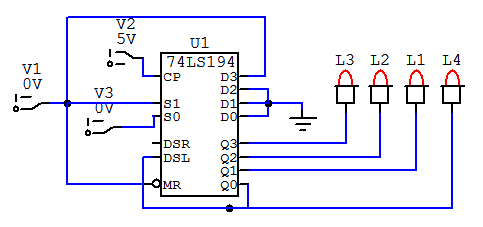 V2
5V
U1
74LS194
V1
0V
V3
0V
CP
S1
S0
DSR
DSL
MR
D3
D2
D1
D0
Q3
Q2
Q1
Q0
L3 L2 L1 L4